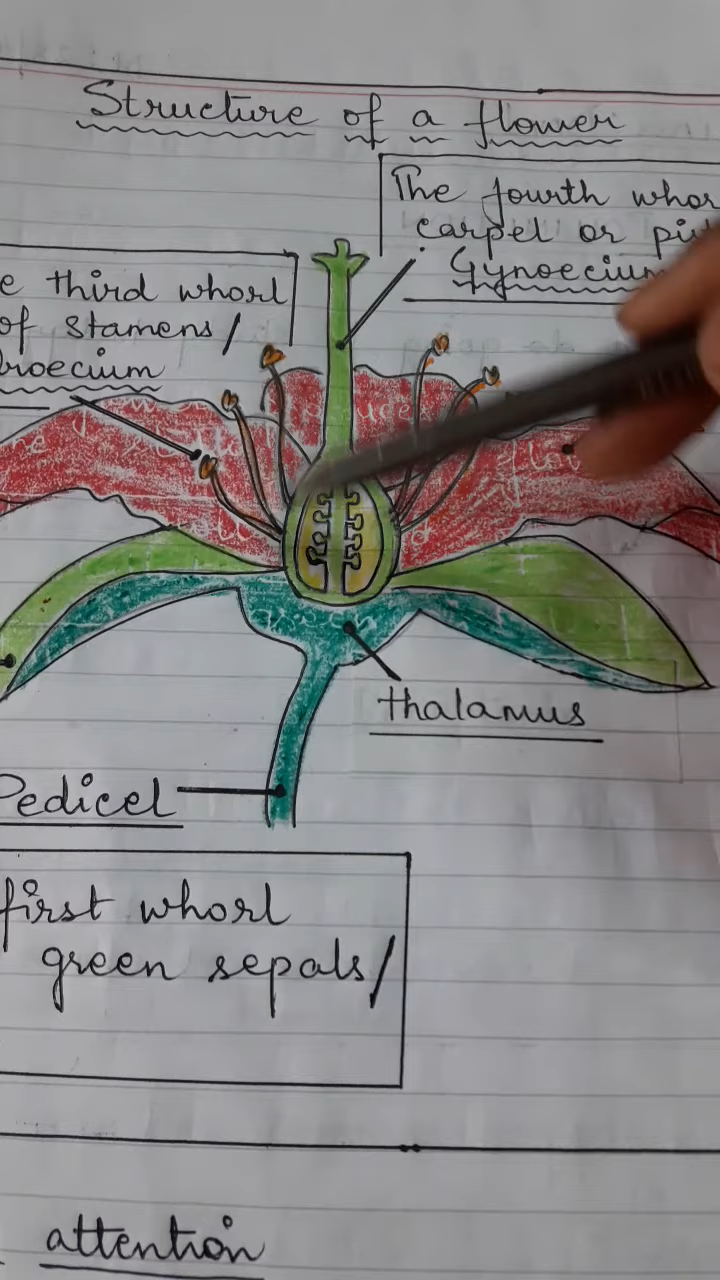 Structure of a flower
The fourth whor
carpel or pi
Gynoecium
e third whorl
of stamens/
roecium
thalamus
Pedicel
first whorl
green sepals/
attention